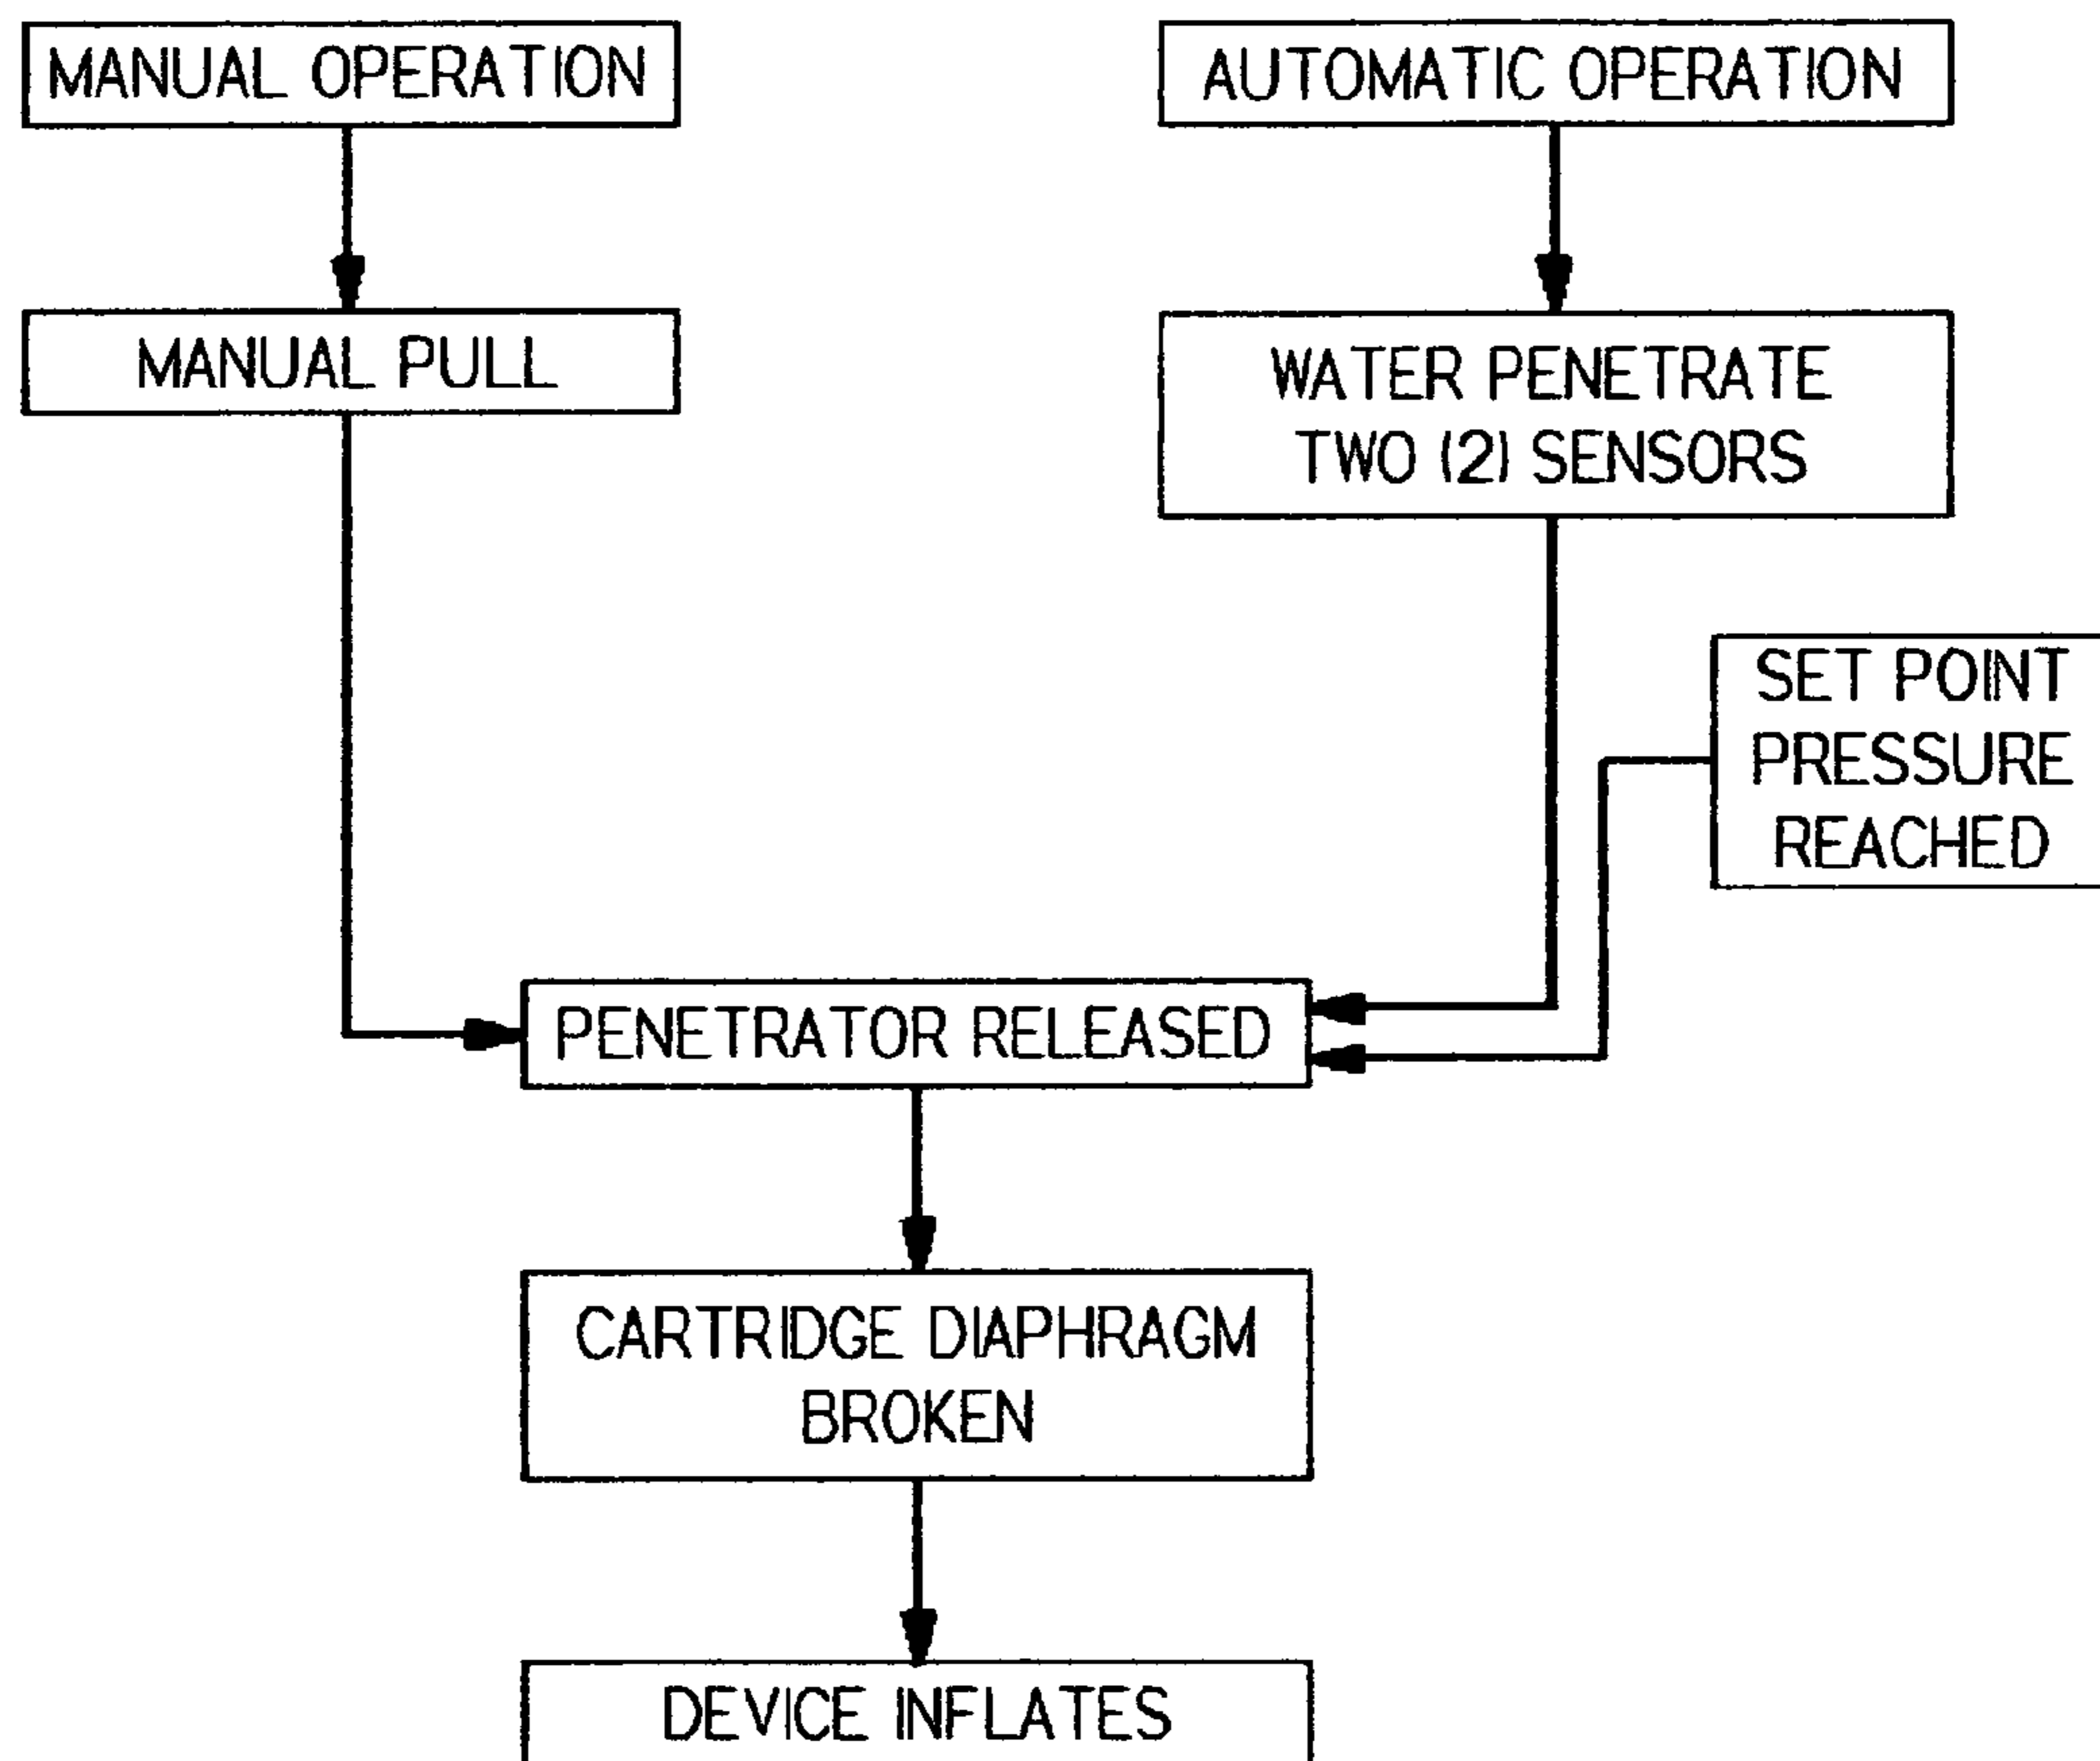 MANUAL OPERATION
AUTOMATIC OPERATION
MANUAL PULL
WATER PENETRATE
TWO (2) SENSORS
SET POINT
PRESSURE
REACHED
PENETRATOR RELEASED
CARTRIDGE DIAPHRAGM
BROKEN
DEVICE INFLATES